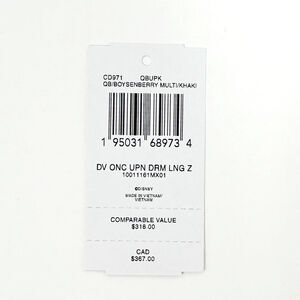 CD971 QBUPK
QB/BOYSENBERRY MULTI/KHAKI
1 95031 68973 4
DV ONC UPN DRM LNG Z
10011161MX01
©DISNEY
MADE IN VIETNAM/
VIETNAM
COMPARABLE VALUE
$318.00
CAD
$367.00